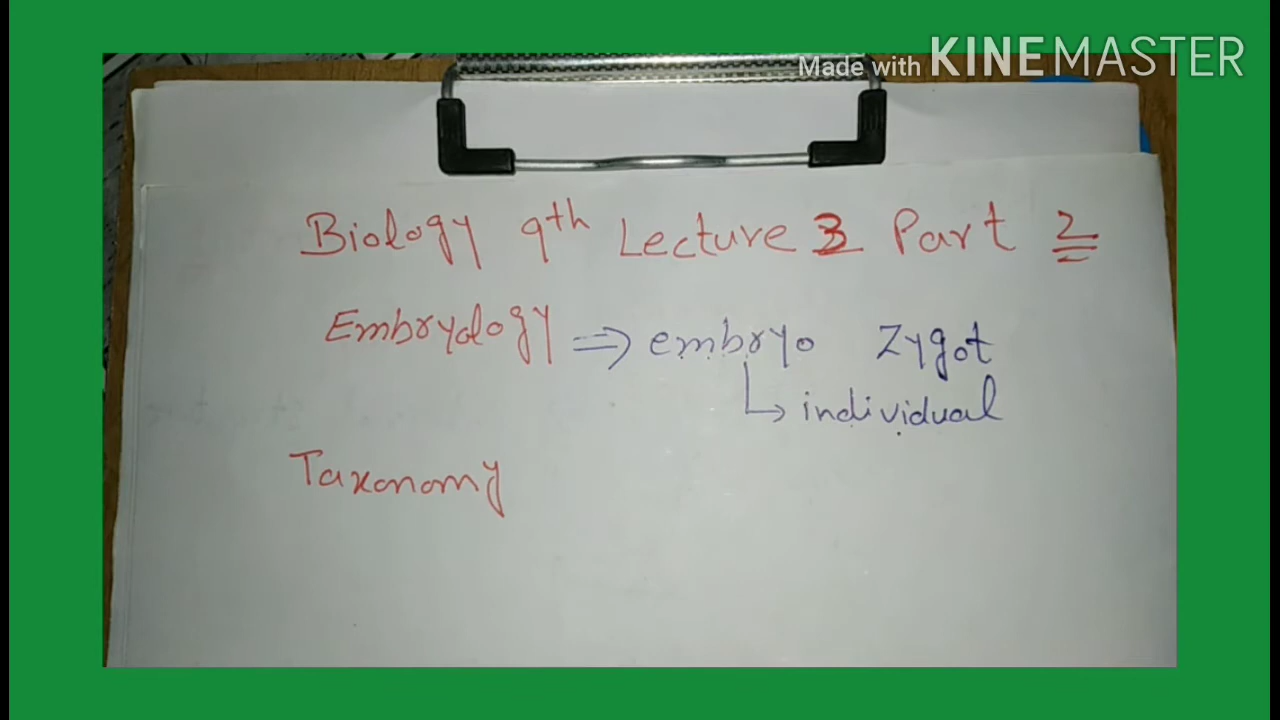 Made with KINEMASTER
Biology 9th Lecture 3 Part 2
Embryology ⇒ embryo Zygot
↳ individual
Taxonomy